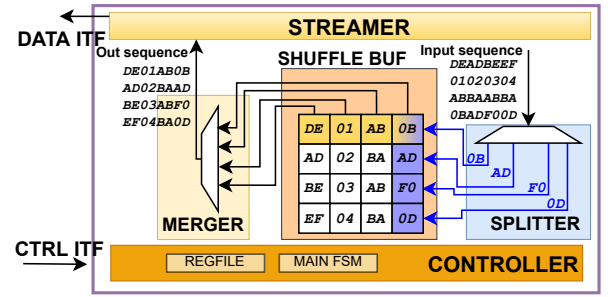 STREAMER
DATA ITF
Out sequence
DE01AB0B
AD02BAAD
BE03ABF0
EF04BA0D
SHUFFLE BUF
Input sequence
DEADBEEF
01020304
ABBAABBA
0BADF00D
DE 01 AB 0B
AD 02 BA AD
BE 03 AB F0
EF 04 BA 0D
0B
AD
F0
0D
MERGER
SPLITTER
CTRL ITF
REGFILE
MAIN FSM
CONTROLLER